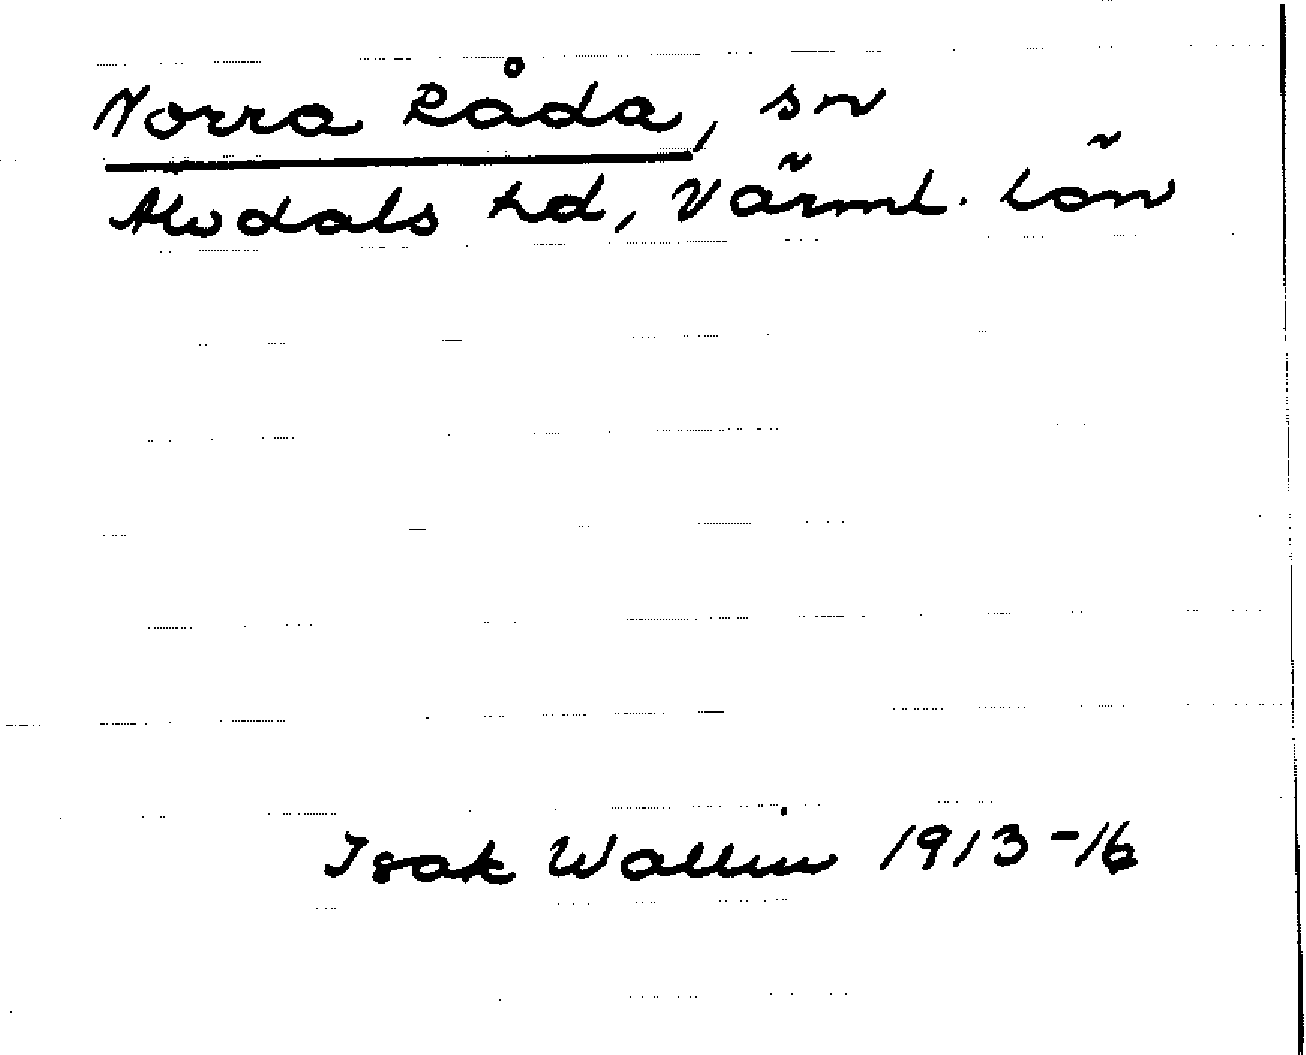 Norra Råda, sn
Älvdals hd, Värml. län
Isak Wallin 1913-16